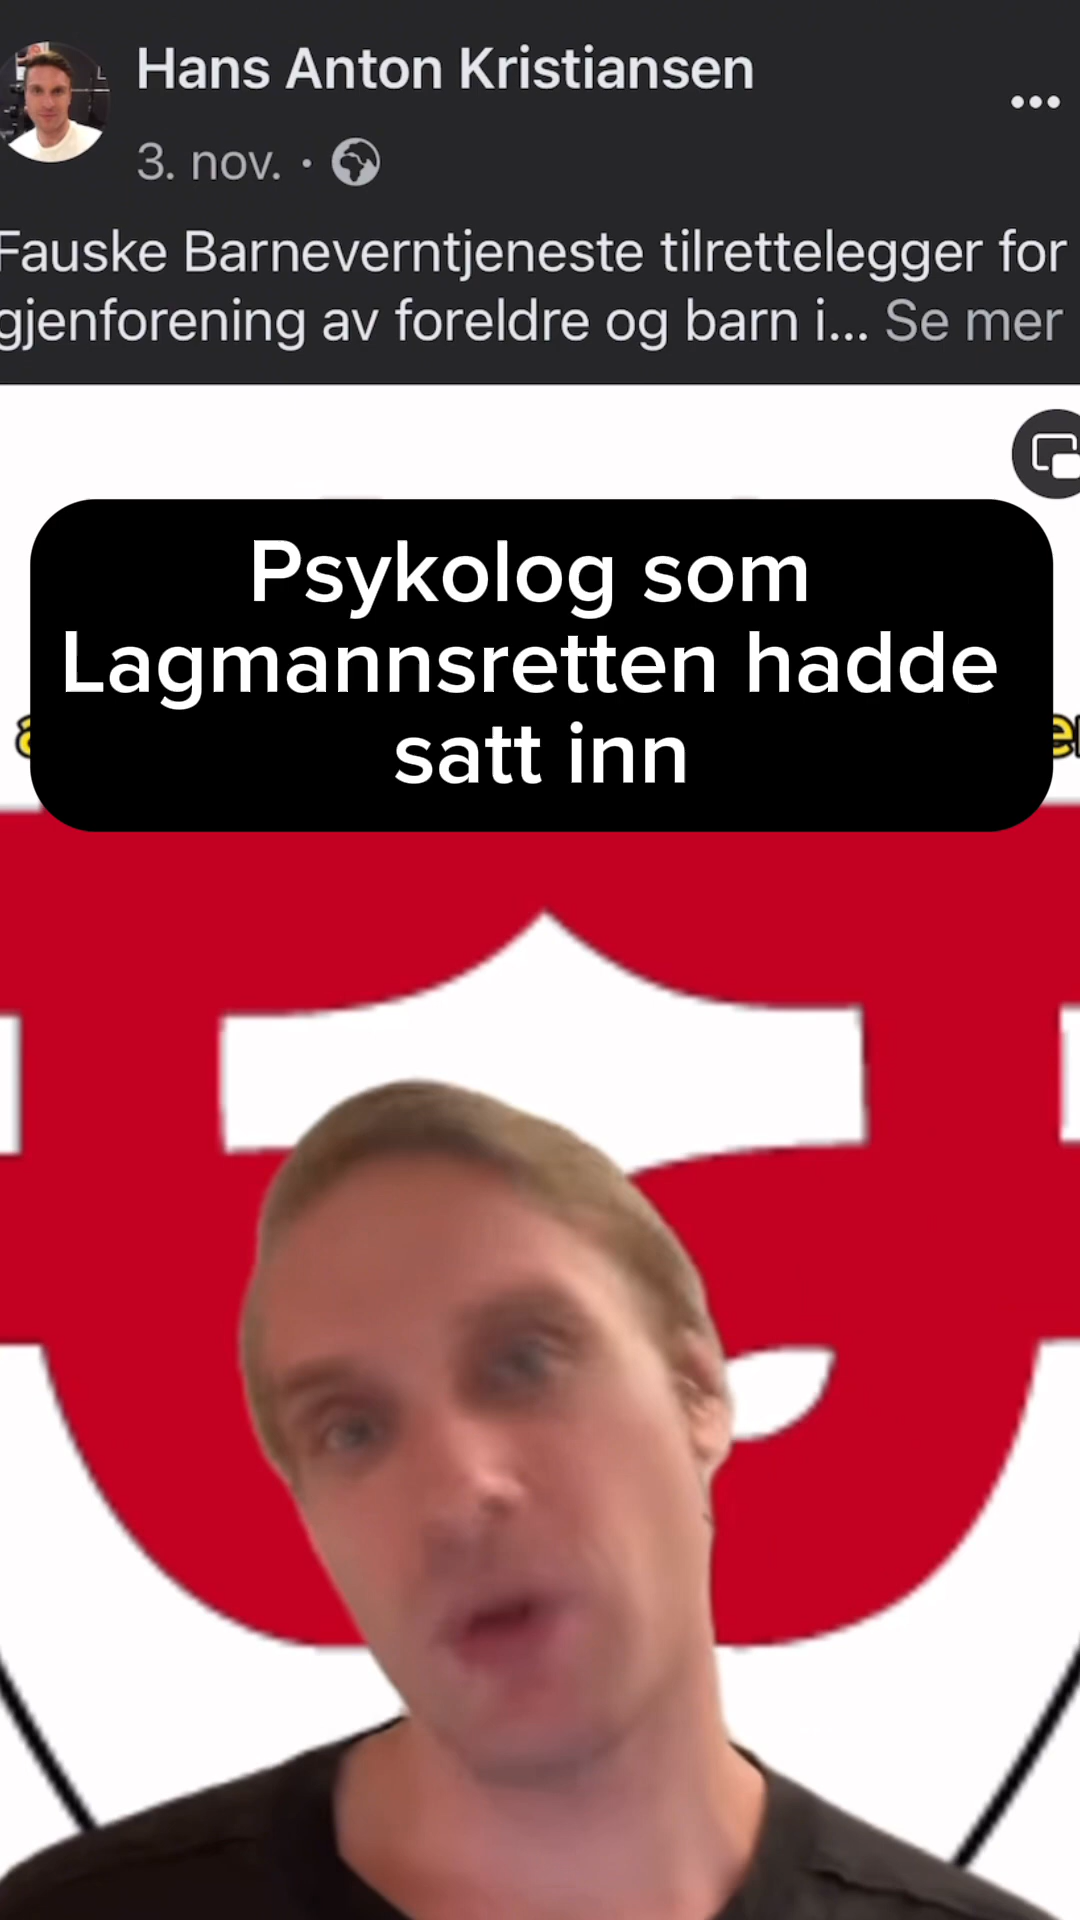 Hans Anton Kristiansen
3. nov. ·
Fauske Barneverntjeneste tilrettelegger for
gjenforening av foreldre og barn i... Se mer
Psykolog som
Lagmannsretten hadde
satt inn